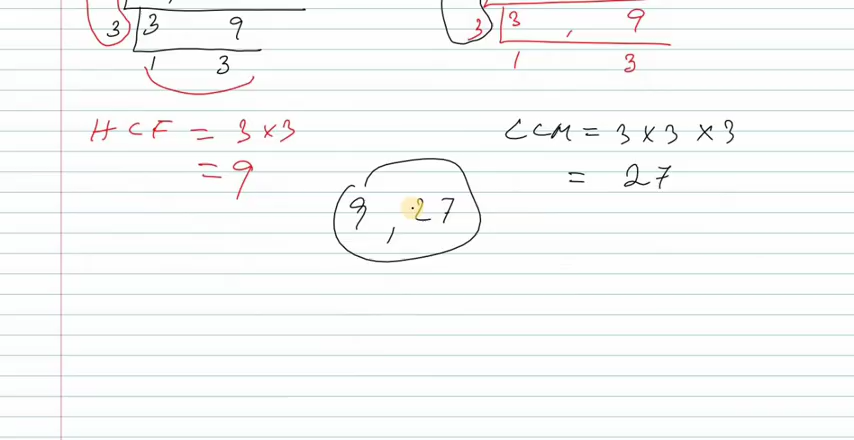 3 | 3 9
1 3
3 | 3 , 9
1 3
HCF = 3 × 3
= 9
LCM = 3 × 3 × 3
= 27
9 , 27